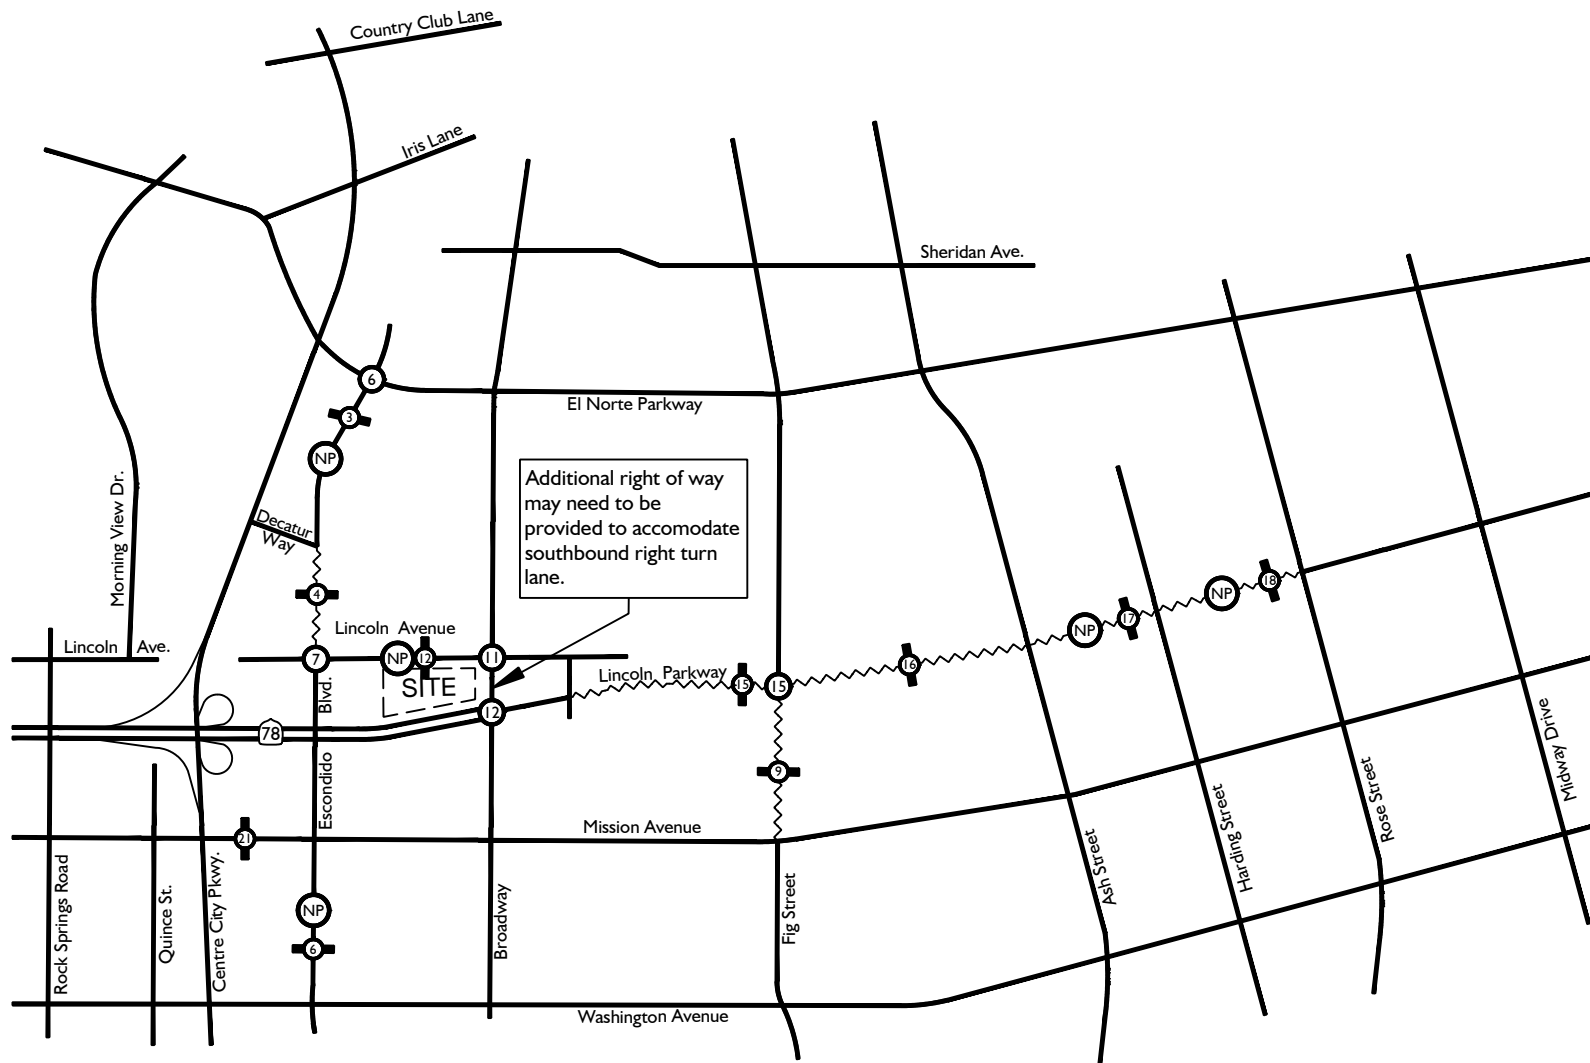 Country Club Lane
Iris Lane
Sheridan Ave.
6
El Norte Parkway
3
NP
Additional right of way
may need to be
provided to accomodate
southbound right turn
lane.
Morning View Dr.
Decatur
Way
4
NP
18
NP
17
Lincoln Avenue
Lincoln Ave.
7
NP
12
11
16
Lincoln Parkway
15
15
SITE
Blvd.
12
78
Escondido
9
Midway Drive
Rose Street
Harding Street
Ash Street
Mission Avenue
21
Rock Springs Road
Quince St.
Centre City Pkwy.
NP
6
Broadway
Fig Street
Washington Avenue